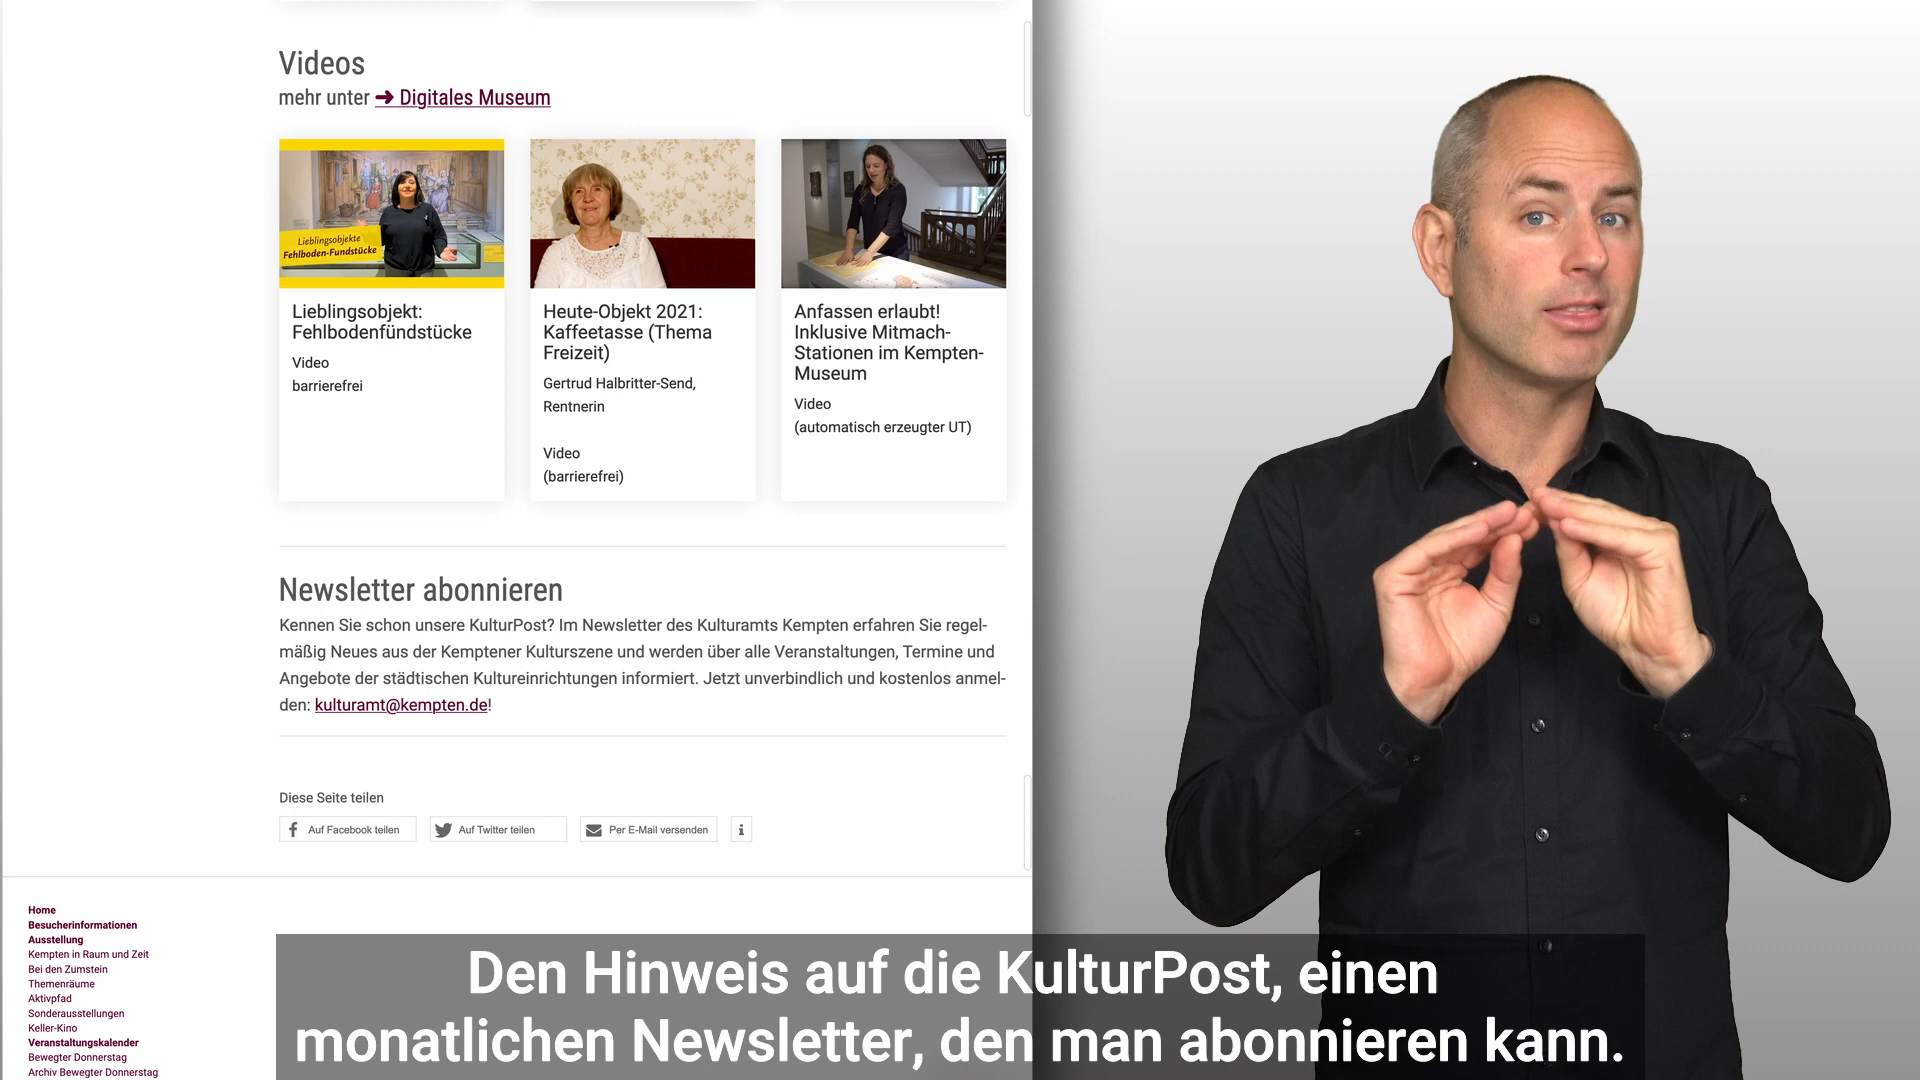 Videos
mehr unter ➜ Digitales Museum
Lieblingsobjekte
Fehlboden-Fundstücke
Lieblingsobjekt:
Fehlbodenfündstücke
Video
barrierefrei
Heute-Objekt 2021:
Kaffeetasse (Thema
Freizeit)
Gertrud Halbritter-Send,
Rentnerin
Video
(barrierefrei)
Anfassen erlaubt!
Inklusive Mitmach-
Stationen im Kempten-
Museum
Video
(automatisch erzeugter UT)
Newsletter abonnieren
Kennen Sie schon unsere KulturPost? Im Newsletter des Kulturamts Kempten erfahren Sie regel-
mäßig Neues aus der Kemptener Kulturszene und werden über alle Veranstaltungen, Termine und
Angebote der städtischen Kultureinrichtungen informiert. Jetzt unverbindlich und kostenlos anmel-
den: kulturamt@kempten.de!
Diese Seite teilen
Auf Facebook teilen
Auf Twitter teilen
Per E-Mail versenden
Home
Besucherinformationen
Ausstellung
Kempten in Raum und Zeit
Bei den Zumstein
Themenräume
Aktivpfad
Sonderausstellungen
Keller-Kino
Veranstaltungskalender
Bewegter Donnerstag
Archiv Bewegter Donnerstag
Den Hinweis auf die KulturPost, einen
monatlichen Newsletter, den man abonnieren kann.